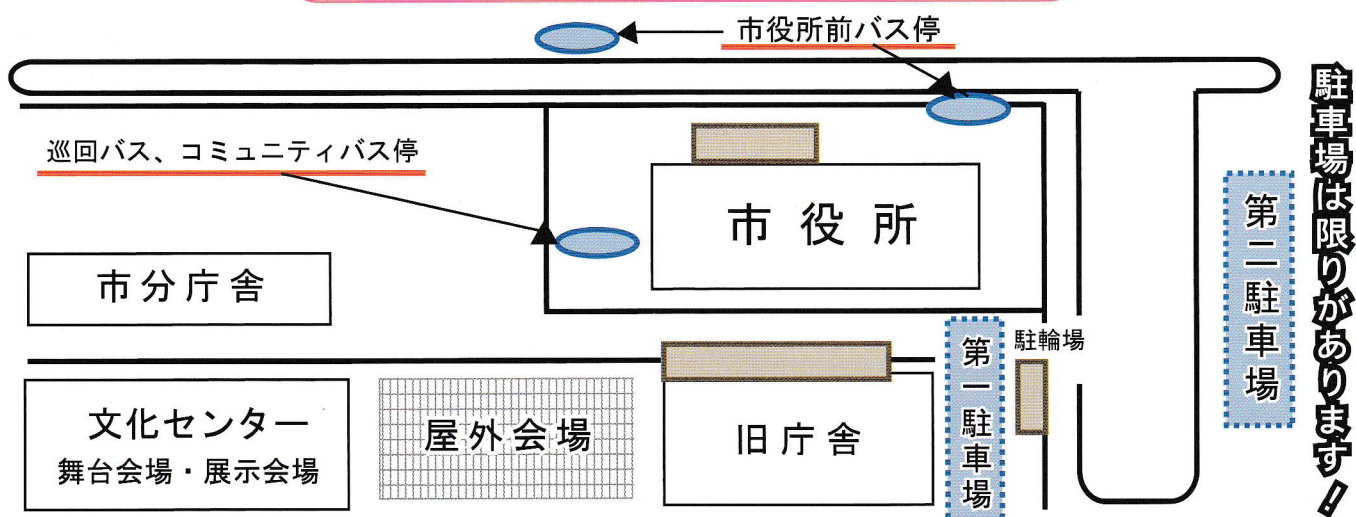 市役所前バス停
巡回バス、コミュニティバス停
市役所
市分庁舎
第二駐車場
駐車場は限りがあります!
第一駐車場
駐輪場
文化センター
舞台会場・展示会場
屋外会場
旧庁舎